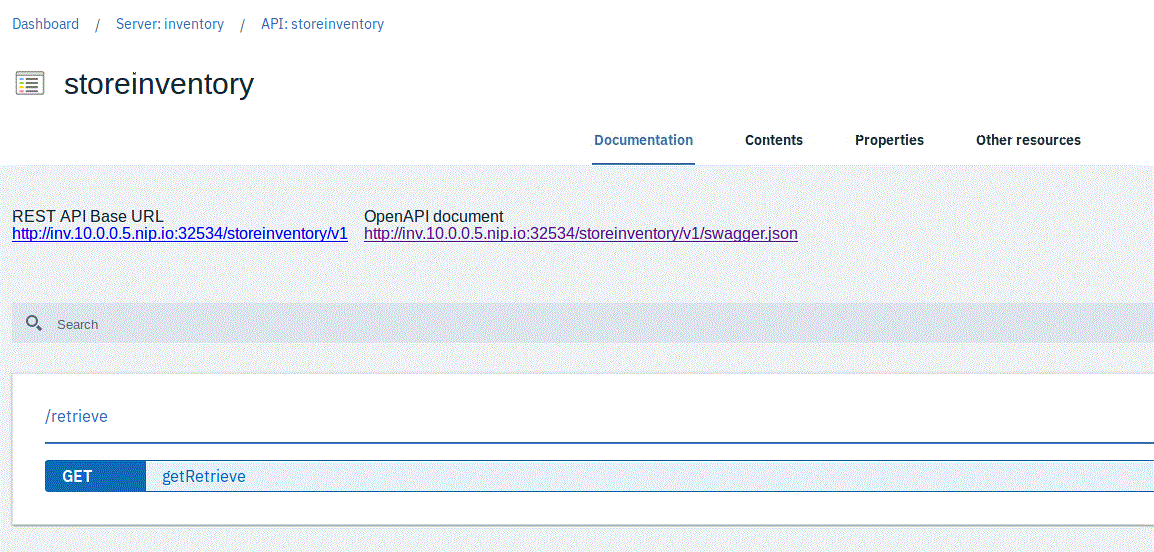 Dashboard / Server: inventory / API: storeinventory
storeinventory
Documentation Contents Properties Other resources
REST API Base URL OpenAPI document
http://inv.10.0.0.5.nip.io:32534/storeinventory/v1 http://inv.10.0.0.5.nip.io:32534/storeinventory/v1/swagger.json
Search
/retrieve
GET getRetrieve